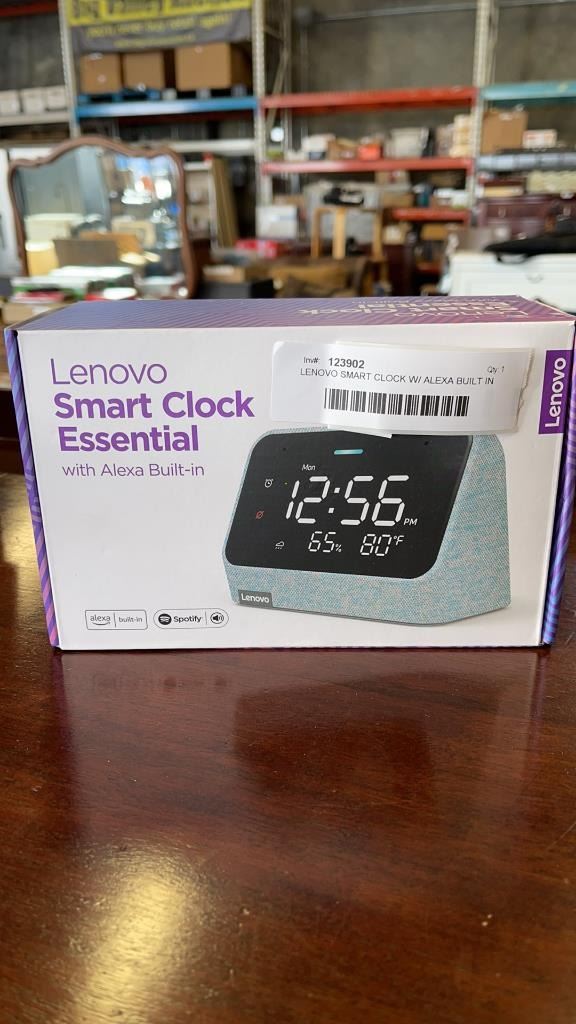 Lenovo
Smart Clock
Essential
with Alexa Built-in
Inv#: 123902
Qty: 1
LENOVO SMART CLOCK W/ ALEXA BUILT IN
Lenovo
Mon
12:56 PM
65% 80°F
Lenovo
alexa built-in
Spotify